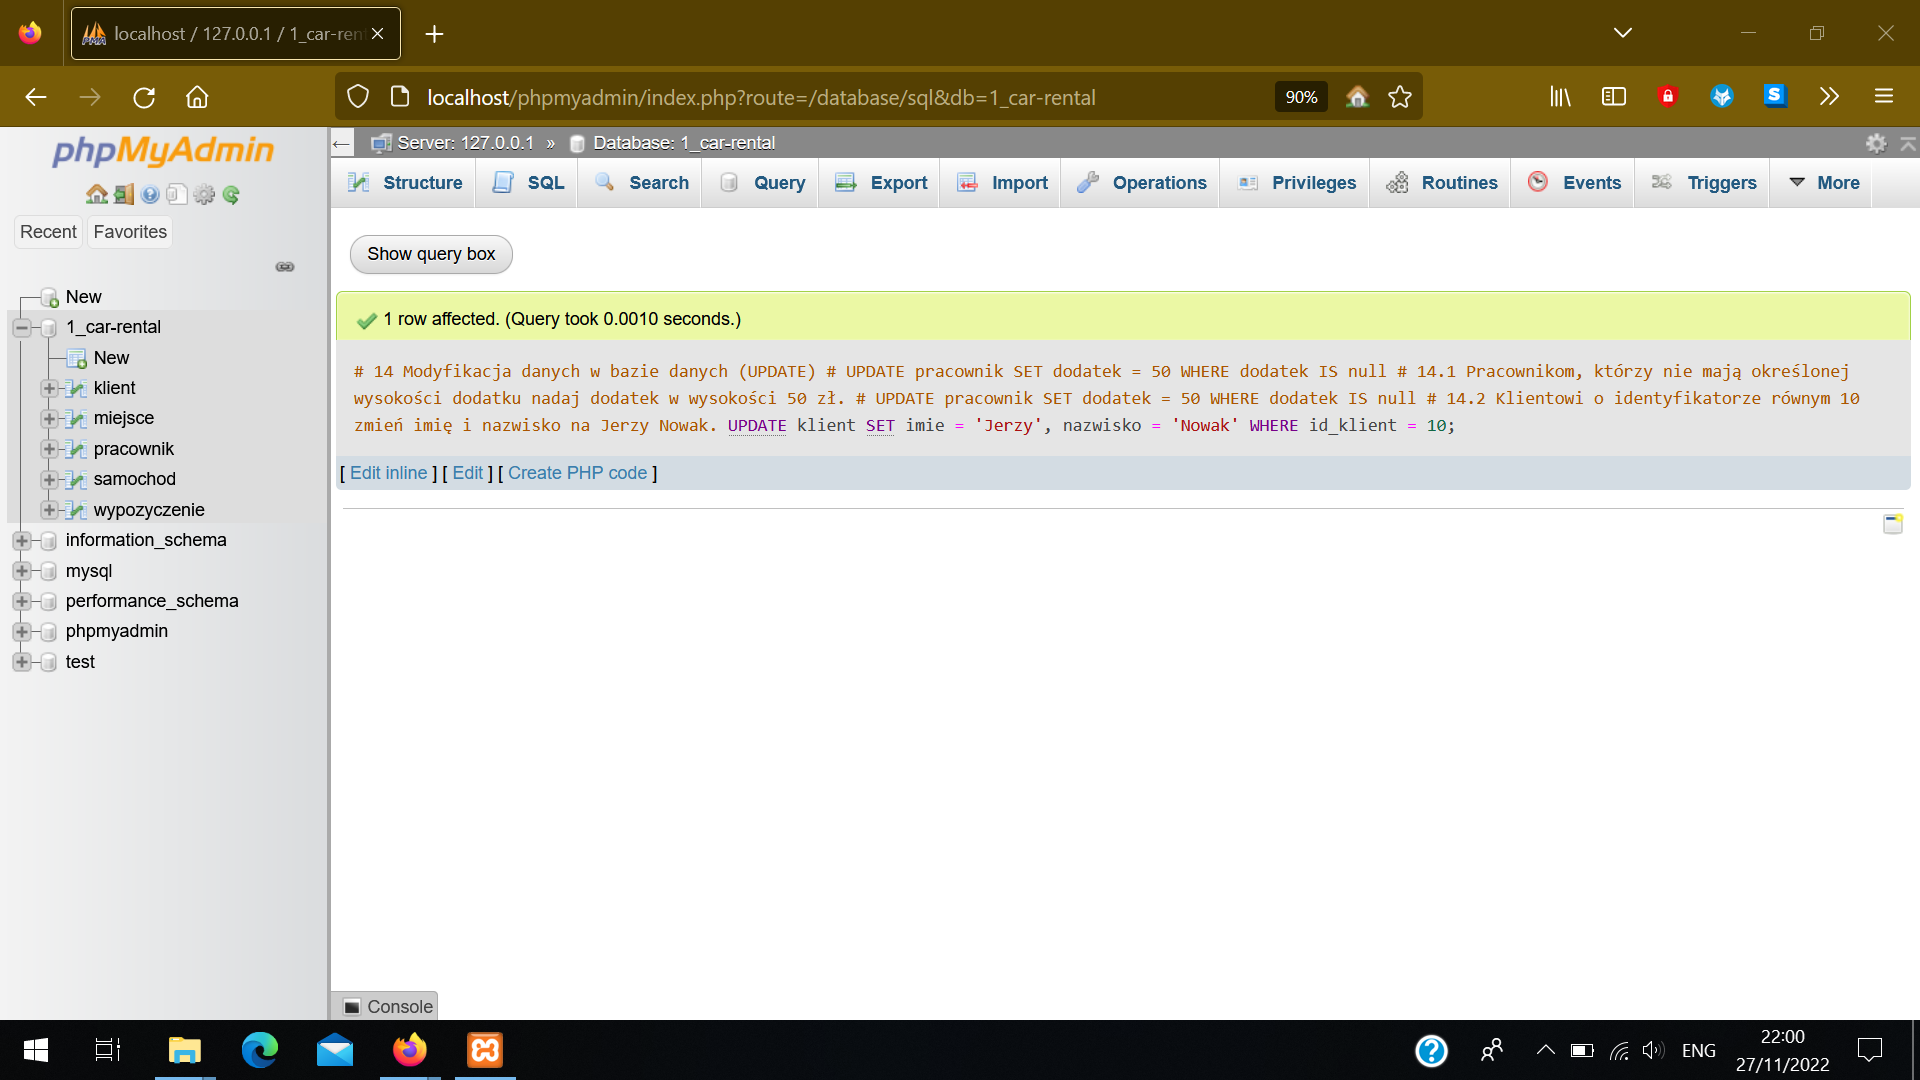 localhost / 127.0.0.1 / 1_car-ren
localhost/phpmyadmin/index.php?route=/database/sql&db=1_car-rental
90%
phpMyAdmin
Recent
Favorites
New
1_car-rental
New
klient
miejsce
pracownik
samochod
wypozyczenie
information_schema
mysql
performance_schema
phpmyadmin
test
Server: 127.0.0.1 » Database: 1_car-rental
Structure
SQL
Search
Query
Export
Import
Operations
Privileges
Routines
Events
Triggers
More
Show query box
1 row affected. (Query took 0.0010 seconds.)
# 14 Modyfikacja danych w bazie danych (UPDATE) # UPDATE pracownik SET dodatek = 50 WHERE dodatek IS null # 14.1 Pracownikom, którzy nie mają określonej
wysokości dodatku nadaj dodatek w wysokości 50 zł. # UPDATE pracownik SET dodatek = 50 WHERE dodatek IS null # 14.2 Klientowi o identyfikatorze równym 10
zmień imię i nazwisko na Jerzy Nowak. UPDATE klient SET imie = 'Jerzy', nazwisko = 'Nowak' WHERE id_klient = 10;
[ Edit inline ] [ Edit ] [ Create PHP code ]
Console
ENG
22:00
27/11/2022